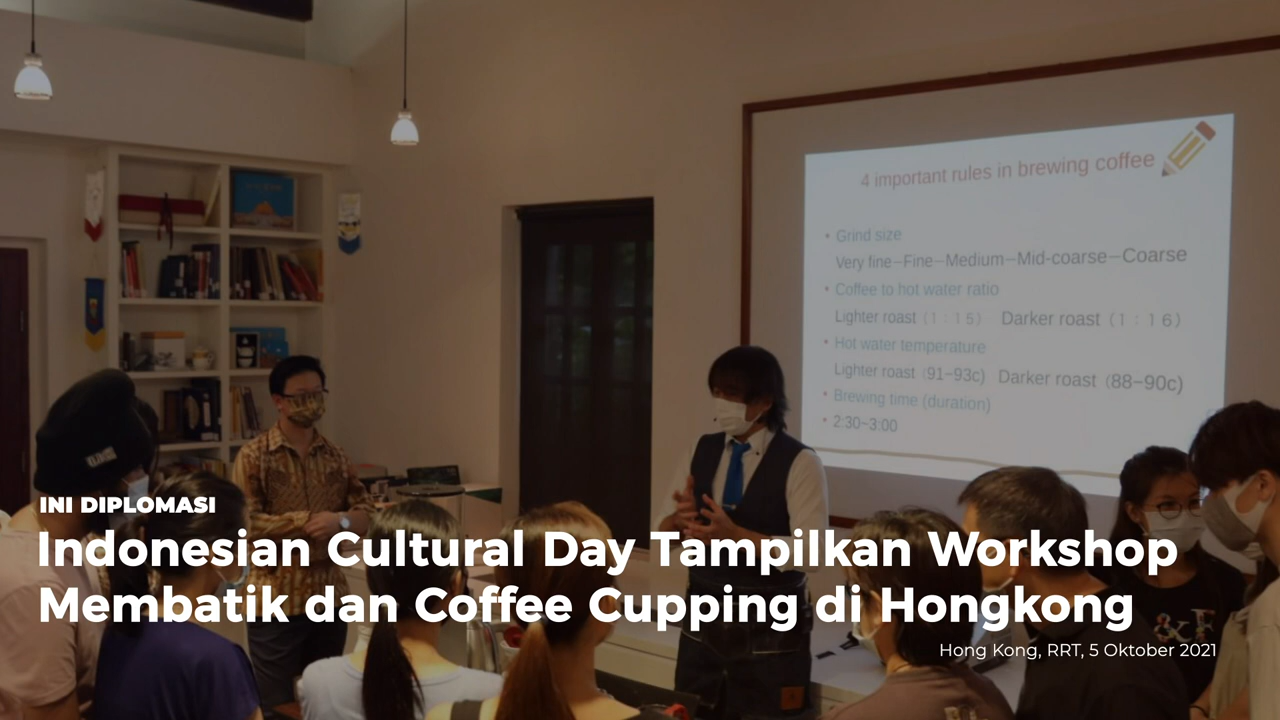 4 important rules in brewing coffee
• Grind size
Very fine–Fine–Medium–Mid-coarse–Coarse
• Coffee to hot water ratio
Lighter roast (1 : 15) Darker roast (1 : 16)
• Hot water temperature
Lighter roast (91–93c) Darker roast (88–90c)
• Brewing time (duration)
• 2:30–3:00
INI DIPLOMASI
Indonesian Cultural Day Tampilkan Workshop
Membatik dan Coffee Cupping di Hongkong
Hong Kong, RRT, 5 Oktober 2021
&F